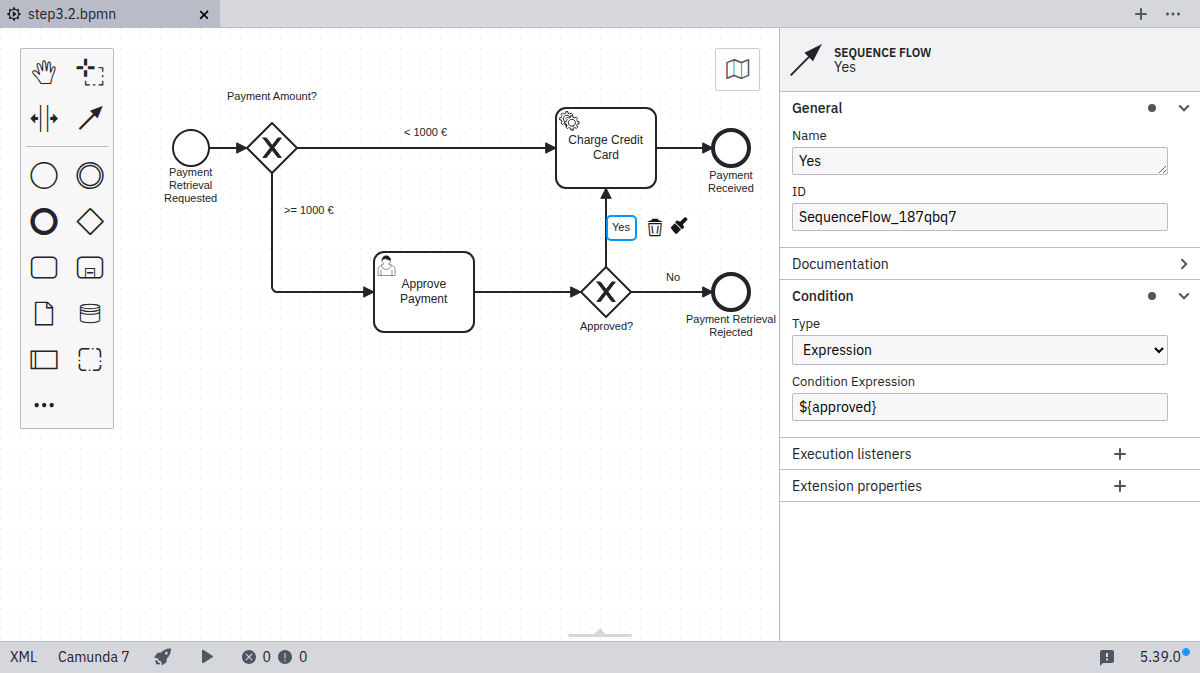 step3.2.bpmn
Payment Amount?
< 1000 €
Charge Credit
Card
Payment
Retrieval
Requested
Payment
Received
>= 1000 €
Yes
Approve
Payment
No
Approved?
Payment Retrieval
Rejected
SEQUENCE FLOW
Yes
General
Name
Yes
ID
SequenceFlow_187qbq7
Documentation
Condition
Type
Expression
Condition Expression
${approved}
Execution listeners
Extension properties
XML Camunda 7 0 0 5.39.0